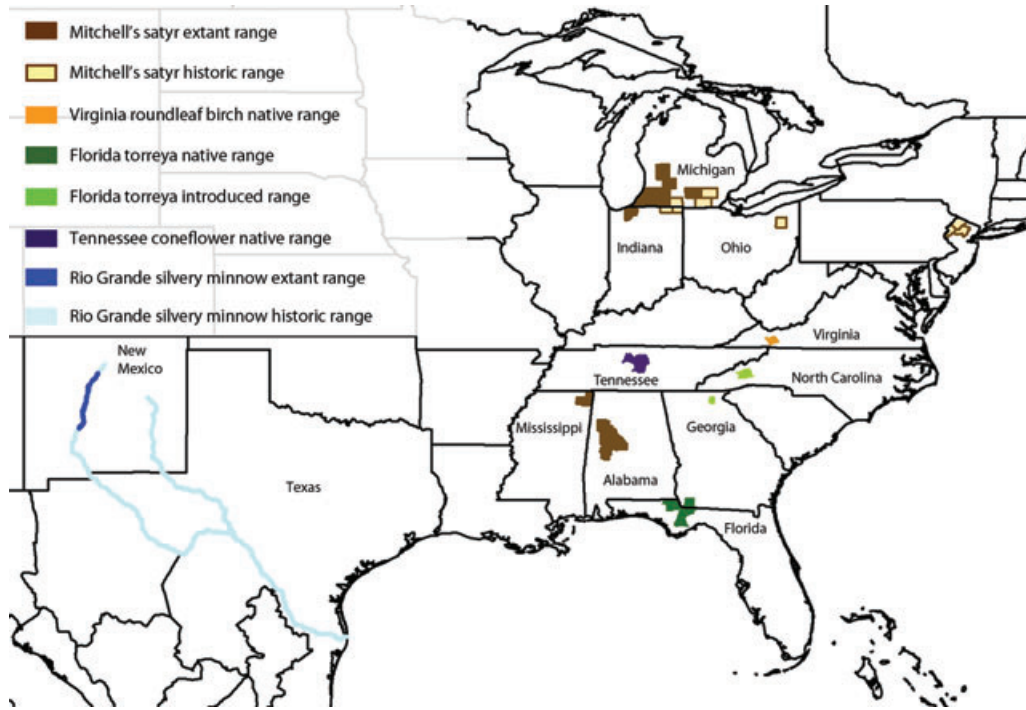 Mitchell's satyr extant range
Mitchell's satyr historic range
Virginia roundleaf birch native range
Florida torreya native range
Florida torreya introduced range
Tennessee coneflower native range
Rio Grande silvery minnow extant range
Rio Grande silvery minnow historic range
Michigan
Indiana
Ohio
Virginia
New
Mexico
Tennessee
North Carolina
Mississippi
Georgia
Alabama
Texas
Florida